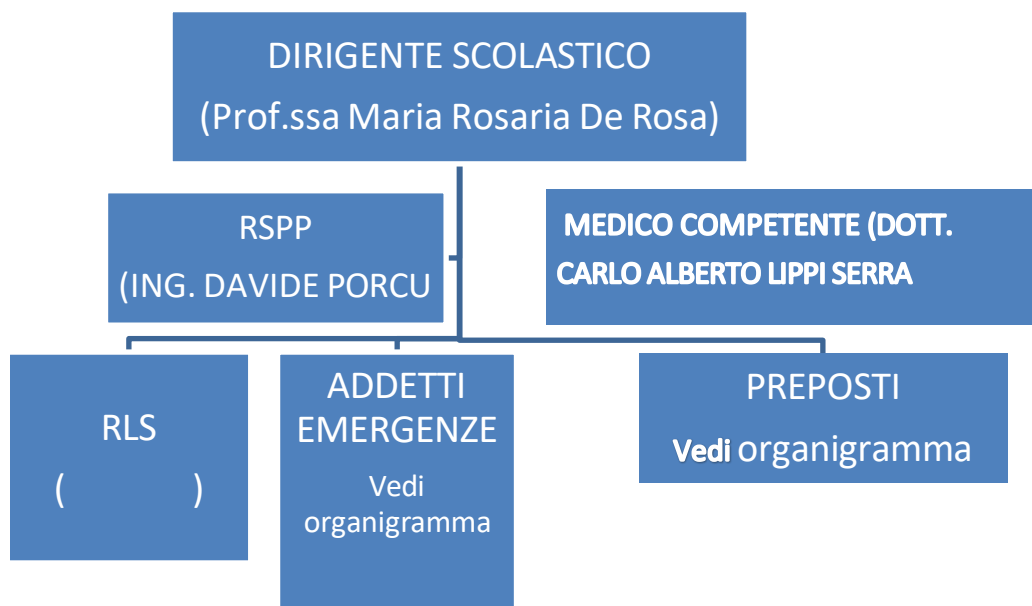 DIRIGENTE SCOLASTICO
(Prof.ssa Maria Rosaria De Rosa)
RSPP
(ING. DAVIDE PORCU
MEDICO COMPETENTE (DOTT.
CARLO ALBERTO LIPPI SERRA
RLS
( )
ADDETTI
EMERGENZE
Vedi
organigramma
PREPOSTI
Vedi organigramma